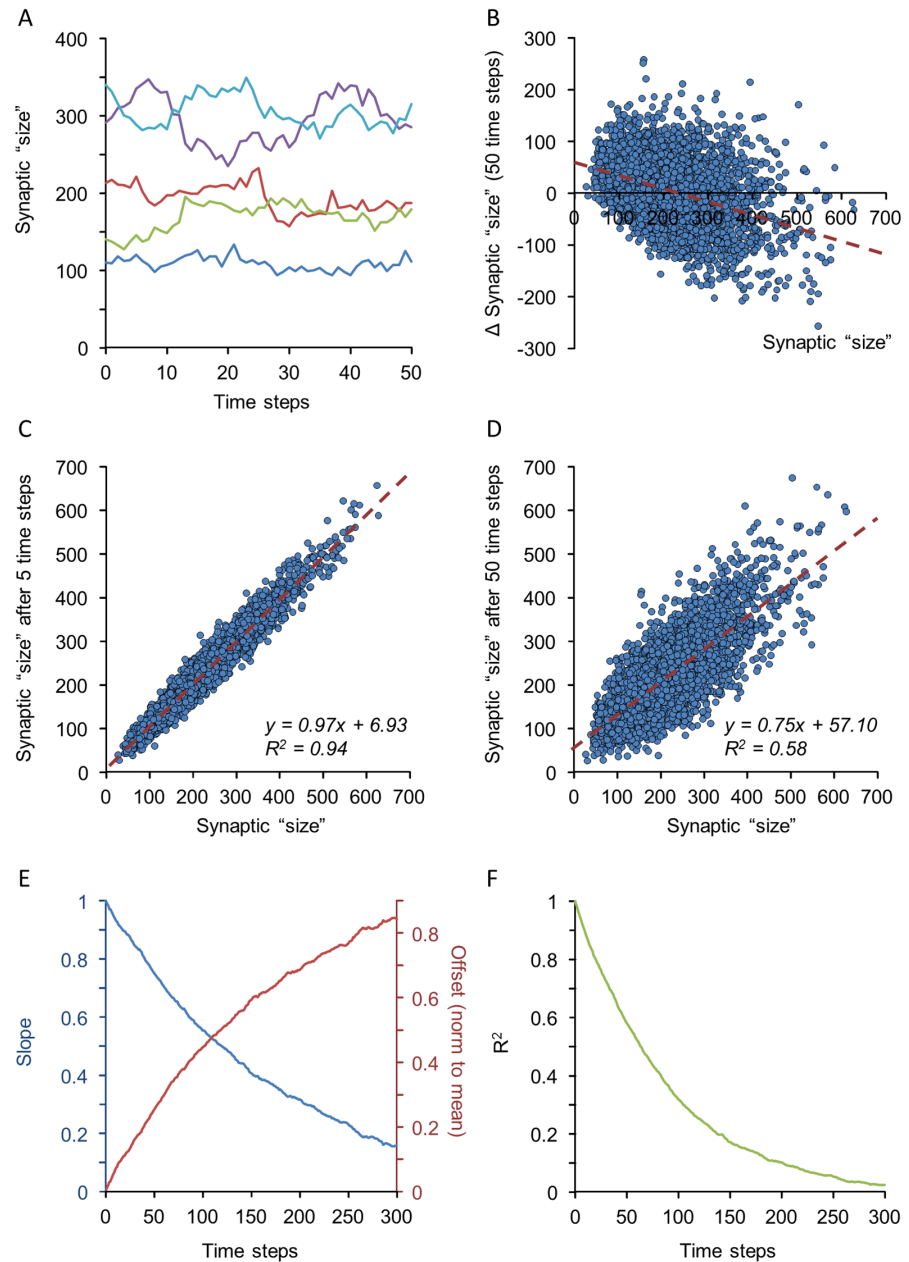 A
Synaptic “size”
400
300
200
100
0
0 10 20 30 40 50
Time steps
B
Δ Synaptic “size” (50 time steps)
300
200
100
0
-100
-200
-300
0 100 200 300 400 500 600 700
Synaptic “size”
C
Synaptic “size” after 5 time steps
700
600
500
400
300
200
100
0
y = 0.97x + 6.93
R² = 0.94
0 100 200 300 400 500 600 700
Synaptic “size”
D
Synaptic “size” after 50 time steps
700
600
500
400
300
200
100
0
y = 0.75x + 57.10
R² = 0.58
0 100 200 300 400 500 600 700
Synaptic “size”
E
Slope
1
0.8
0.6
0.4
0.2
0
0.8
0.6
0.4
0.2
0
Offset (norm to mean)
0 50 100 150 200 250 300
Time steps
F
R²
1
0.8
0.6
0.4
0.2
0
0 50 100 150 200 250 300
Time steps